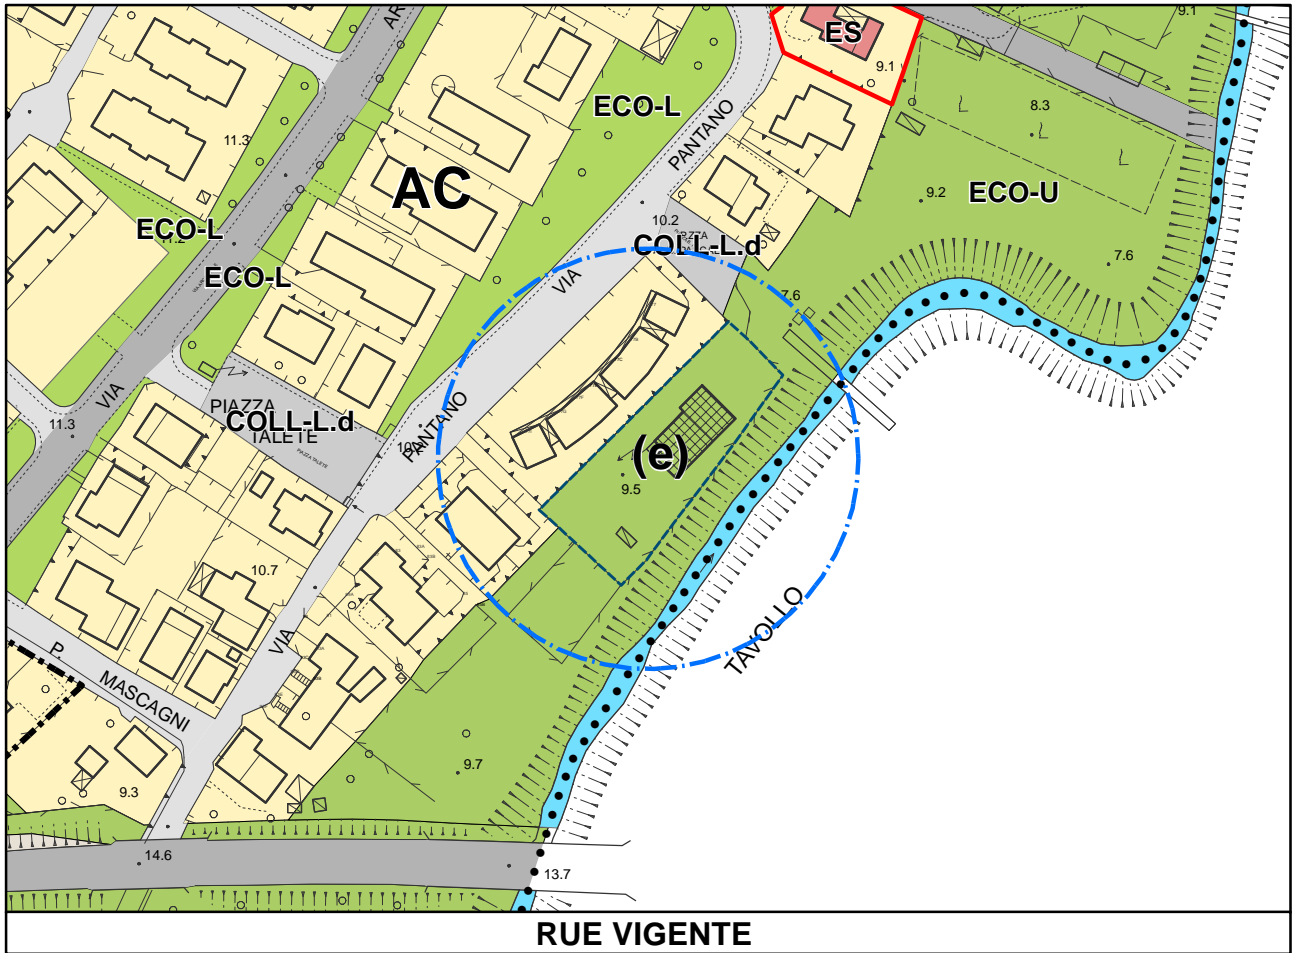 ES
9.1
9.1
AR
ECO-L
8.3
PANTANO
11.3
AC
9.2
ECO-U
10.2
ECO-L
COLL-L.d
7.6
ECO-L
VIA
7.6
VIA
PANTANO
PIAZZA
COLL-L.d
TALETE
PIAZZA TALETE
11.3
(e)
9.5
10.7
VIA
TAVOLLO
P.
MASCAGNI
9.7
9.3
14.6
13.7
RUE VIGENTE